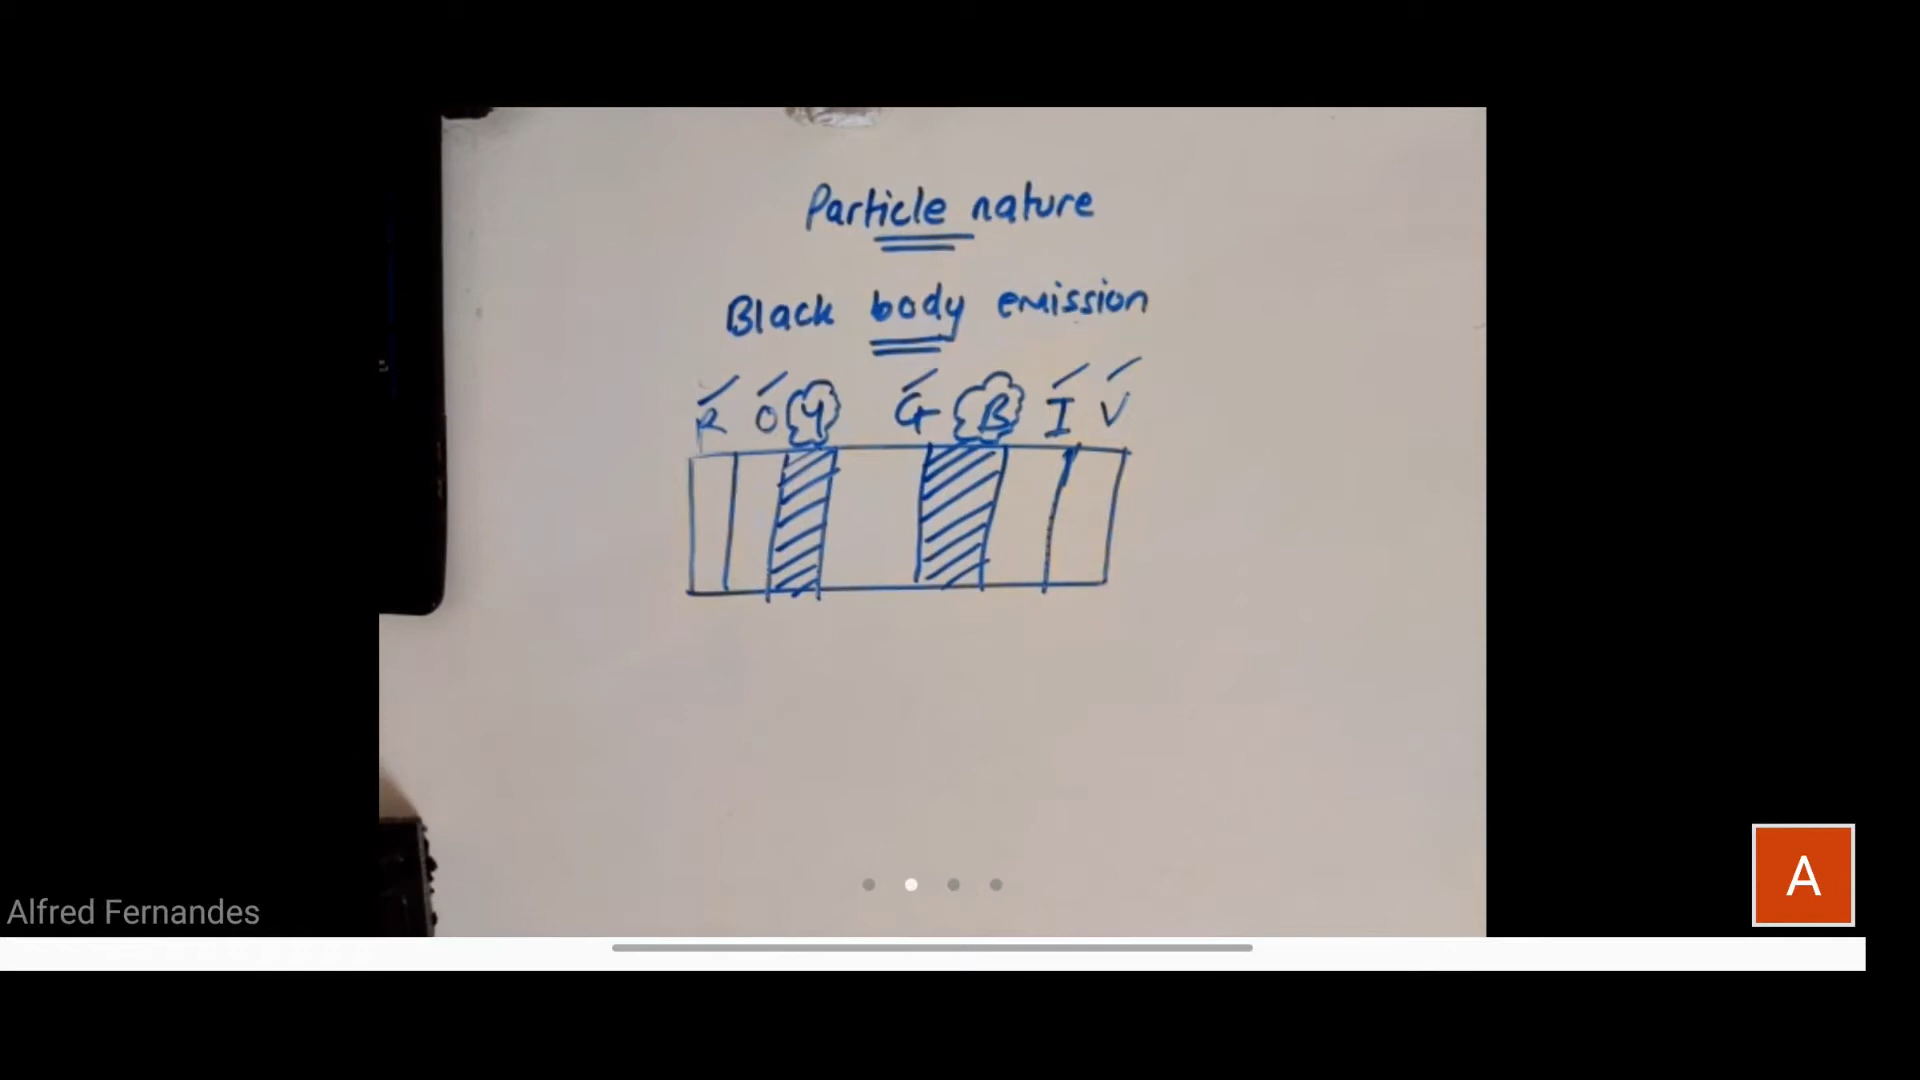 Particle nature
Black body emission
R O Y G B I V
A
Alfred Fernandes